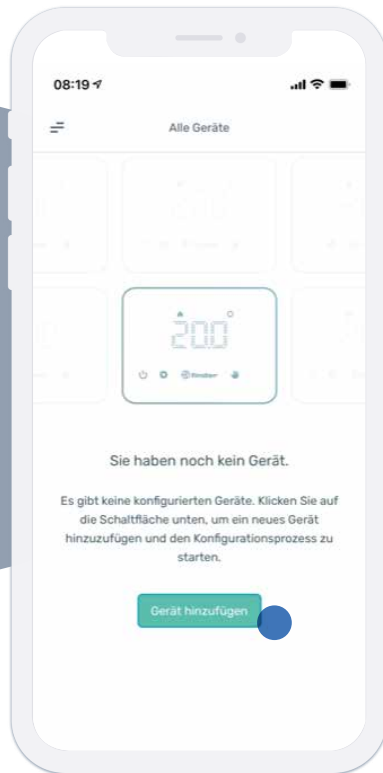 08:19
Alle Geräte
20.0
Sie haben noch kein Gerät.
Es gibt keine konfigurierten Geräte. Klicken Sie auf
die Schaltfläche unten, um ein neues Gerät
hinzuzufügen und den Konfigurationsprozess zu
starten.
Gerät hinzufügen